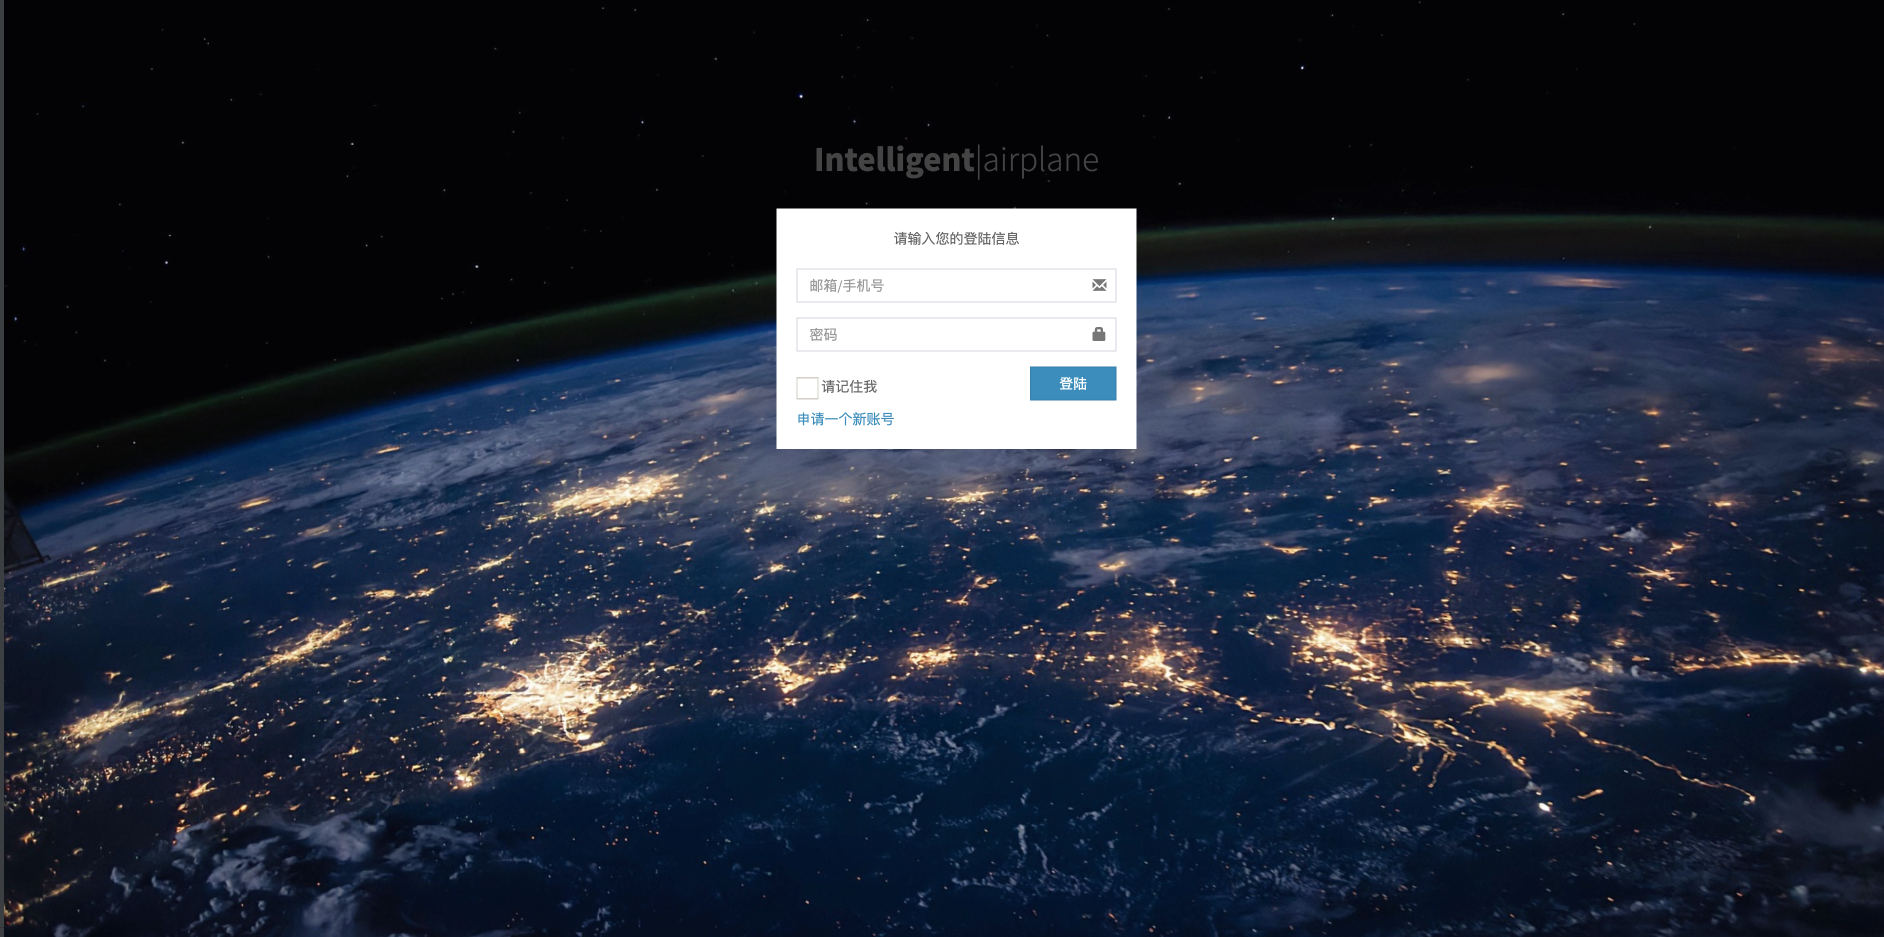 Intelligent|airplane
请输入您的登陆信息
邮箱/手机号
密码
请记住我
登陆
申请一个新账号